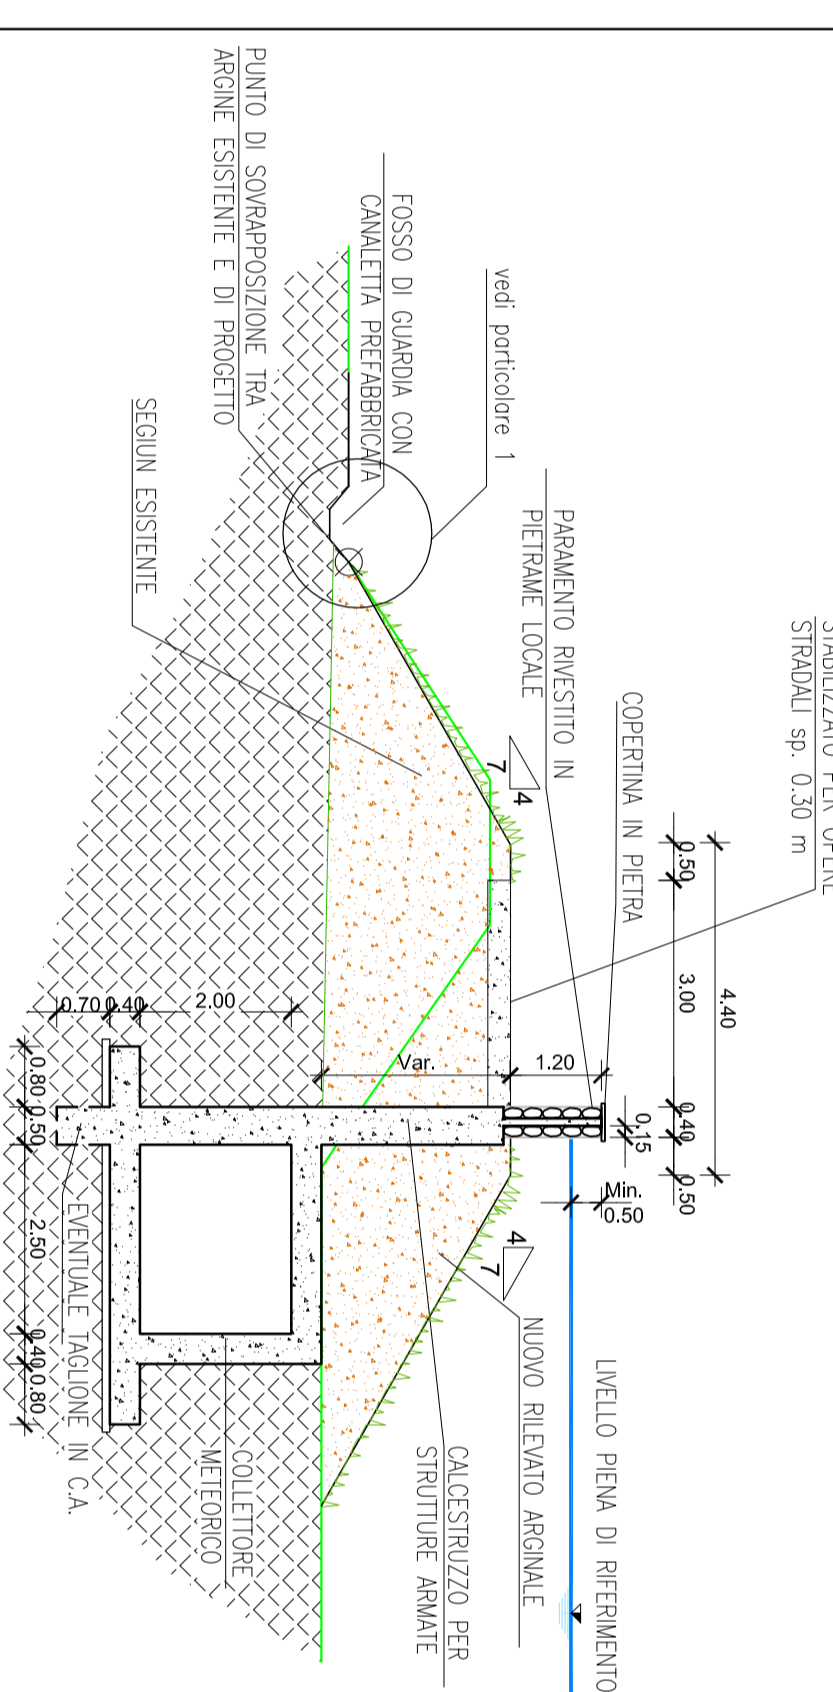 STABILIZZATO PER OPERE
STRADALI sp. 0.30 m
COPERTINA IN PIETRA
PARAMENTO RIVESTITO IN
PIETRAME LOCALE
vedi particolare 1
FOSSO DI GUARDIA CON
CANALETTA PREFABBRICATA
PUNTO DI SOVRAPPOSIZIONE TRA
ARGINE ESISTENTE E DI PROGETTO
SEGIUN ESISTENTE
4.40
0.50
3.00
0.40
0.50
0.15
1.20
Var.
Min.
0.50
4
7
4
7
LIVELLO PIENA DI RIFERIMENTO
NUOVO RILEVATO ARGINALE
CALCESTRUZZO PER
STRUTTURE ARMATE
COLLETTORE
METEORICO
EVENTUALE TAGLIONE IN C.A.
2.00
0.40
0.70
0.80
0.50
2.50
0.40
0.80